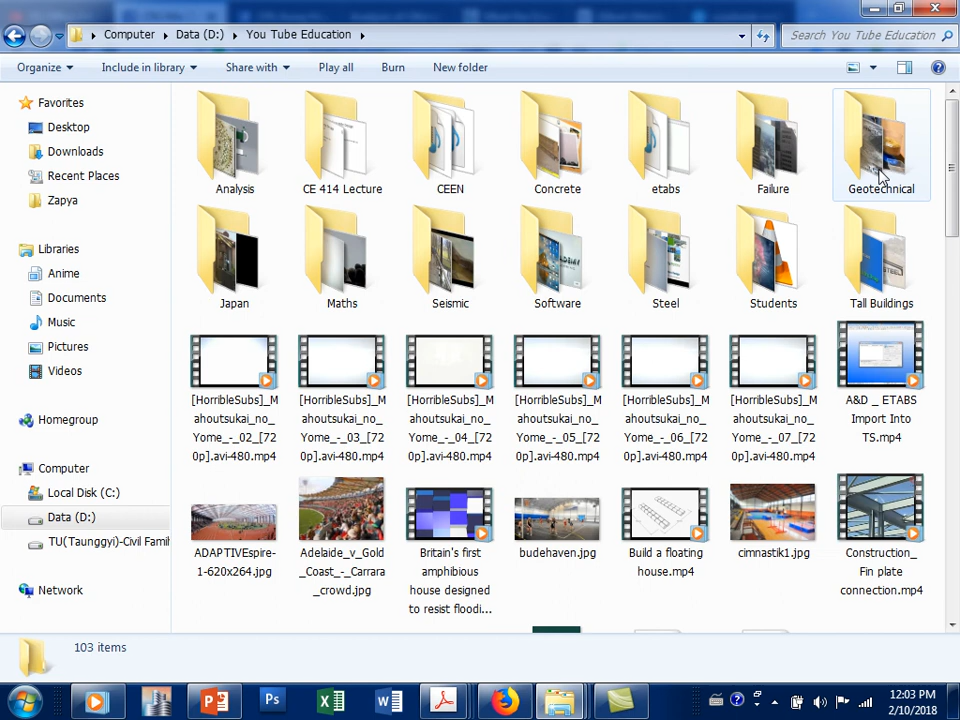 Computer Data (D:) You Tube Education
Search You Tube Education
Organize Include in library Share with Play all Burn New folder
Favorites
Desktop
Downloads
Recent Places
Zapya
Libraries
Anime
Documents
Music
Pictures
Videos
Homegroup
Computer
Local Disk (C:)
Data (D:)
TU(Taunggyi)-Civil Famil
Network
Analysis
CE 414 Lecture
CEEN
Concrete
etabs
Failure
Geotechnical
Japan
Maths
Seismic
Software
Steel
Students
Tall Buildings
[HorribleSubs]_M
ahoutsukai_no_
Yome_-_02_[72
0p].avi-480.mp4
[HorribleSubs]_M
ahoutsukai_no_
Yome_-_03_[72
0p].avi-480.mp4
[HorribleSubs]_M
ahoutsukai_no_
Yome_-_04_[72
0p].avi-480.mp4
[HorribleSubs]_M
ahoutsukai_no_
Yome_-_05_[72
0p].avi-480.mp4
[HorribleSubs]_M
ahoutsukai_no_
Yome_-_06_[72
0p].avi-480.mp4
[HorribleSubs]_M
ahoutsukai_no_
Yome_-_07_[72
0p].avi-480.mp4
A&D _ ETABS
Import Into
TS.mp4
ADAPTIVEspire-
1-620x264.jpg
Adelaide_v_Gold
_Coast_-_Carrara
_crowd.jpg
Britain's first
amphibious
house designed
to resist floodi...
budehaven.jpg
Build a floating
house.mp4
cimnastik1.jpg
Construction_
Fin plate
connection.mp4
103 items
12:03 PM
2/10/2018